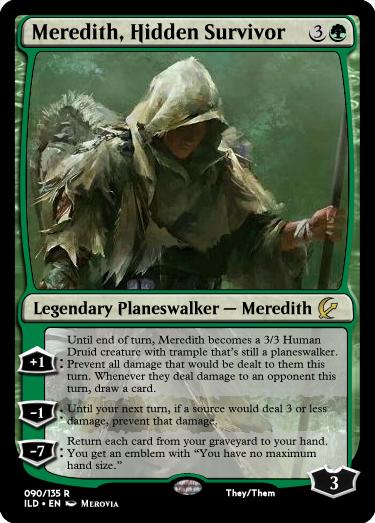 Meredith, Hidden Survivor 3
Legendary Planeswalker — Meredith
+1: Until end of turn, Meredith becomes a 3/3 Human
Druid creature with trample that's still a planeswalker.
Prevent all damage that would be dealt to them this
turn. Whenever they deal damage to an opponent this
turn, draw a card.
-1: Until your next turn, if a source would deal 3 or less
damage, prevent that damage.
-7: Return each card from your graveyard to your hand.
You get an emblem with “You have no maximum
hand size.”
3
090/135 R
ILD • EN Merovia
They/Them